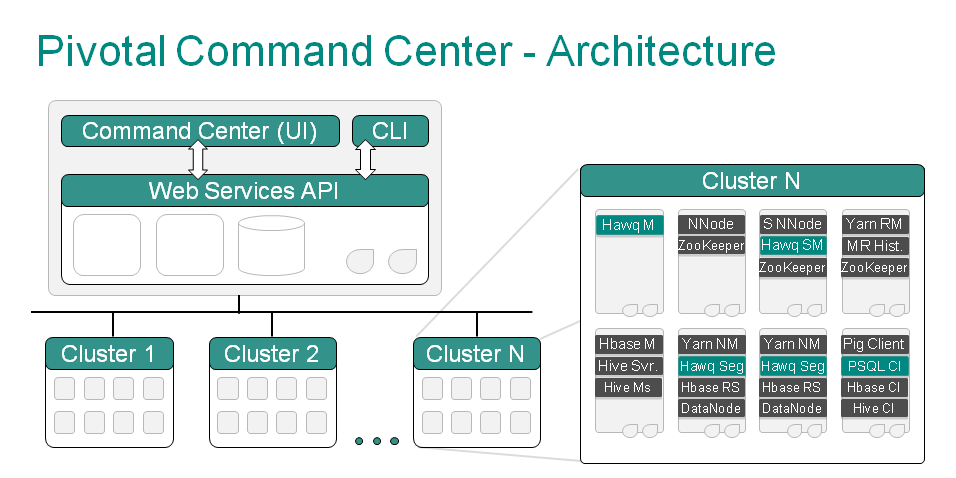 Pivotal Command Center - Architecture
Command Center (UI)
CLI
Web Services API
Cluster 1
Cluster 2
Cluster N
Cluster N
Hawq M
NNode
ZooKeeper
S NNode
Hawq SM
ZooKeeper
Yarn RM
MR Hist.
ZooKeeper
Hbase M
Hive Svr.
Hive Ms
Yarn NM
Hawq Seg
Hbase RS
DataNode
Yarn NM
Hawq Seg
Hbase RS
DataNode
Pig Client
PSQL Cl
Hbase Cl
Hive Cl